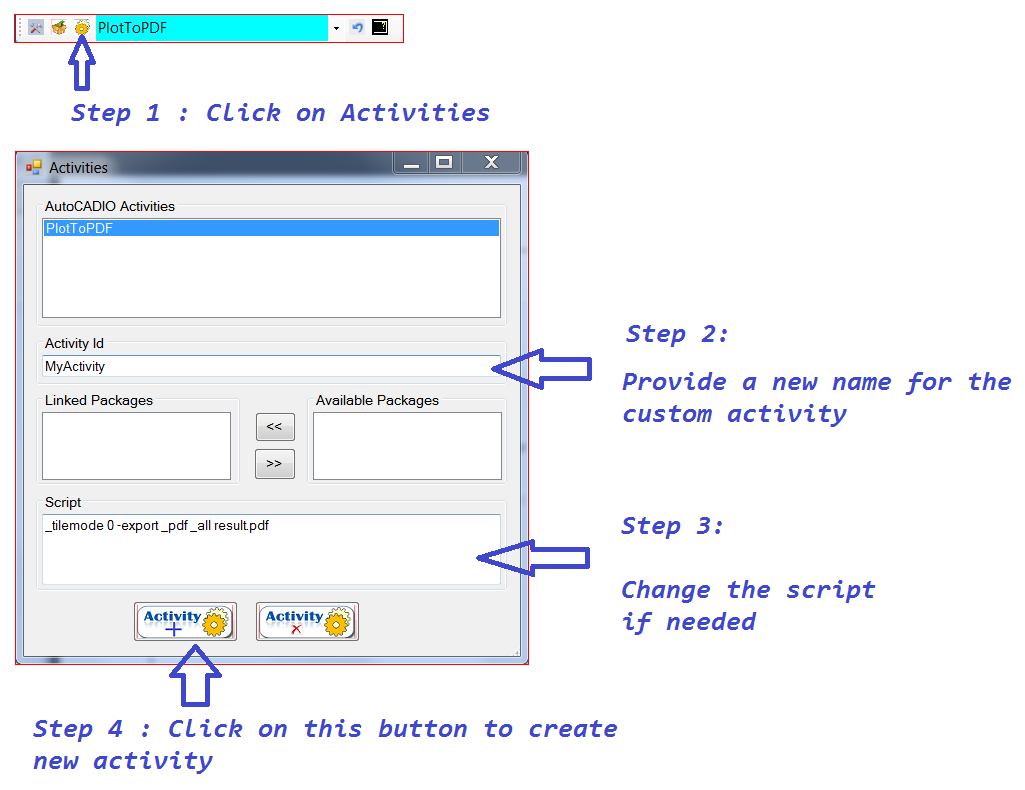 PlotToPDF
Step 1 : Click on Activities
Activities
AutoCADIO Activities
PlotToPDF
Activity Id
MyActivity
Step 2:
Provide a new name for the
custom activity
Linked Packages
Available Packages
<<
>>
Script
_tilemode 0 -export _pdf _all result.pdf
Step 3:
Change the script
if needed
Activity
Activity
Step 4 : Click on this button to create
new activity